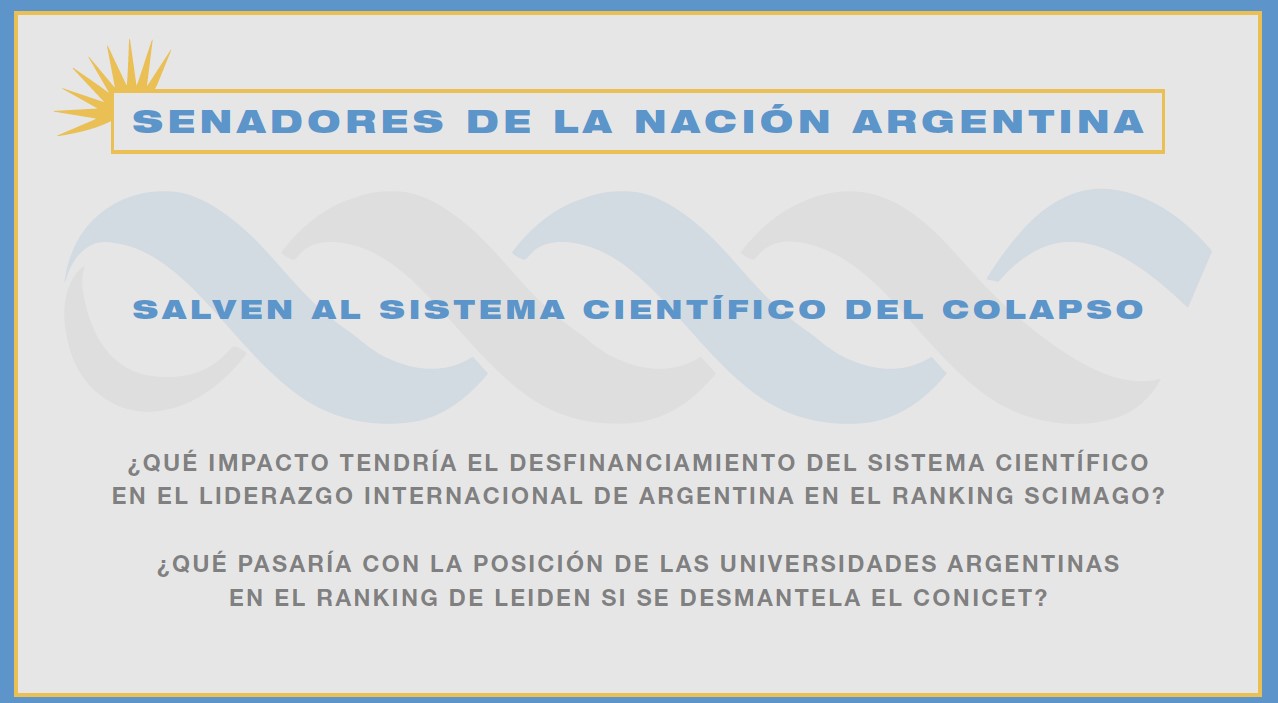 SENADORES DE LA NACIÓN ARGENTINA
SALVEN AL SISTEMA CIENTÍFICO DEL COLAPSO
¿QUÉ IMPACTO TENDRÍA EL DESFINANCIAMIENTO DEL SISTEMA CIENTÍFICO
EN EL LIDERAZGO INTERNACIONAL DE ARGENTINA EN EL RANKING SCIMAGO?
¿QUÉ PASARÍA CON LA POSICIÓN DE LAS UNIVERSIDADES ARGENTINAS
EN EL RANKING DE LEIDEN SI SE DESMANTELA EL CONICET?